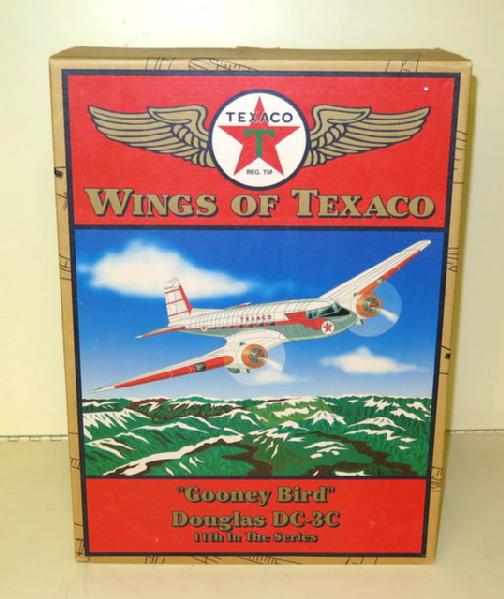 TEXACO
T
REG. TM
WINGS OF TEXACO
TEXACO
"Gooney Bird"
Douglas DC-3C
11th In The Series